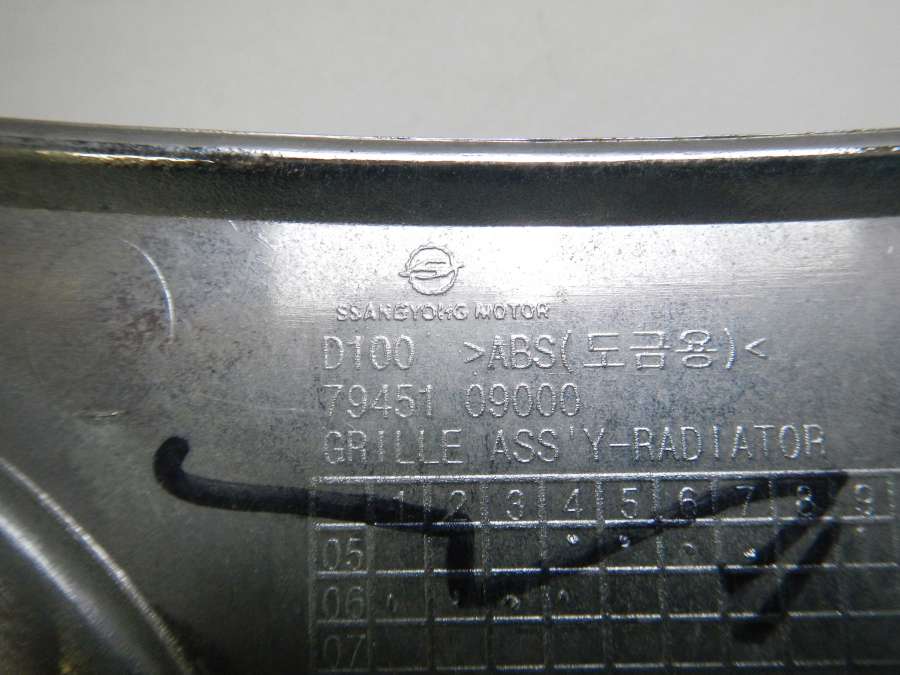 SSANGYONG MOTOR
D100 >ABS(도금용)<
79451 09000
GRILLE ASS'Y-RADIATOR
1 2 3 4 5 6 7 8 9
05
06
07